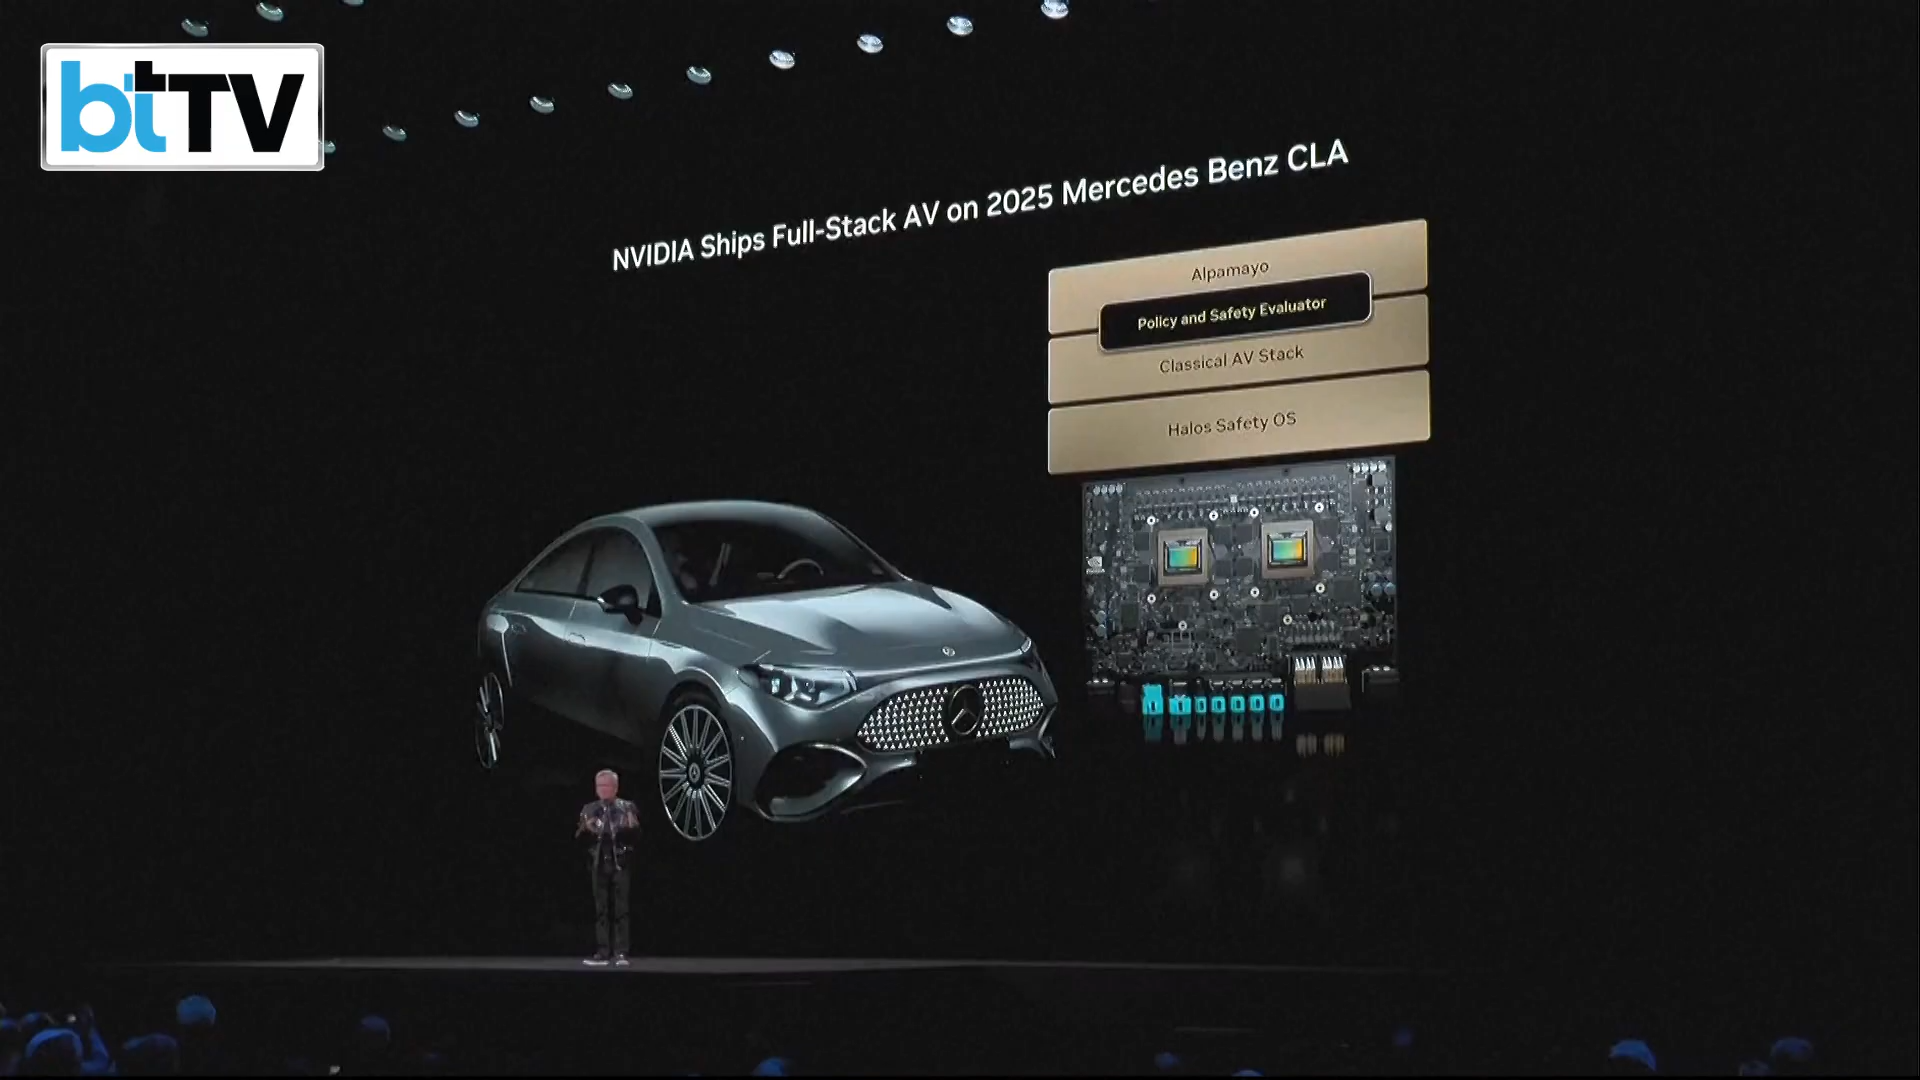 btTV
NVIDIA Ships Full-Stack AV on 2025 Mercedes Benz CLA
Alpamayo
Policy and Safety Evaluator
Classical AV Stack
Halos Safety OS